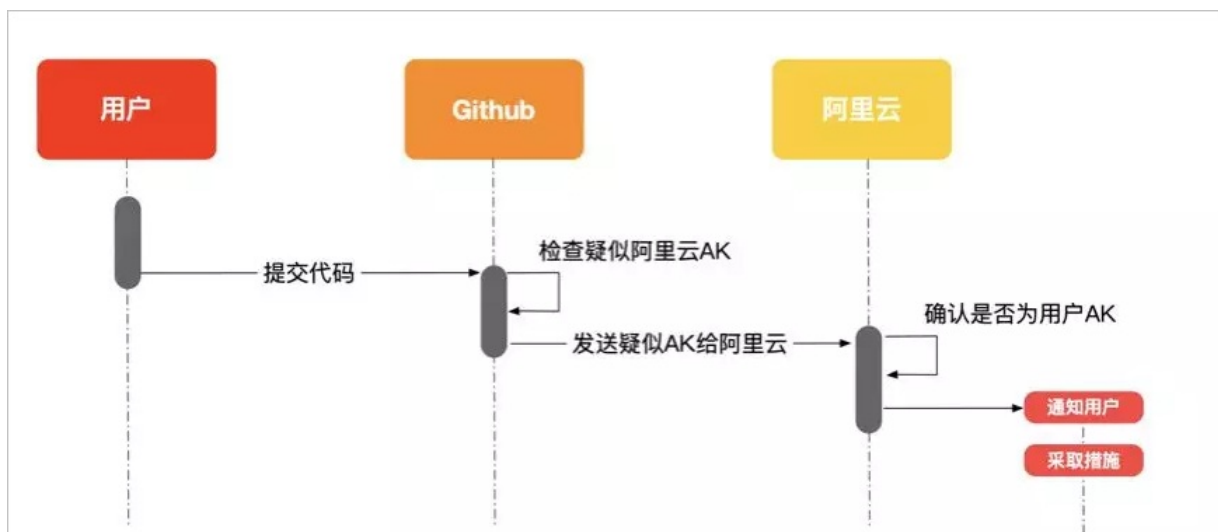 用户
Github
阿里云
检查疑似阿里云AK
提交代码
确认是否为用户AK
发送疑似AK给阿里云
通知用户
采取措施